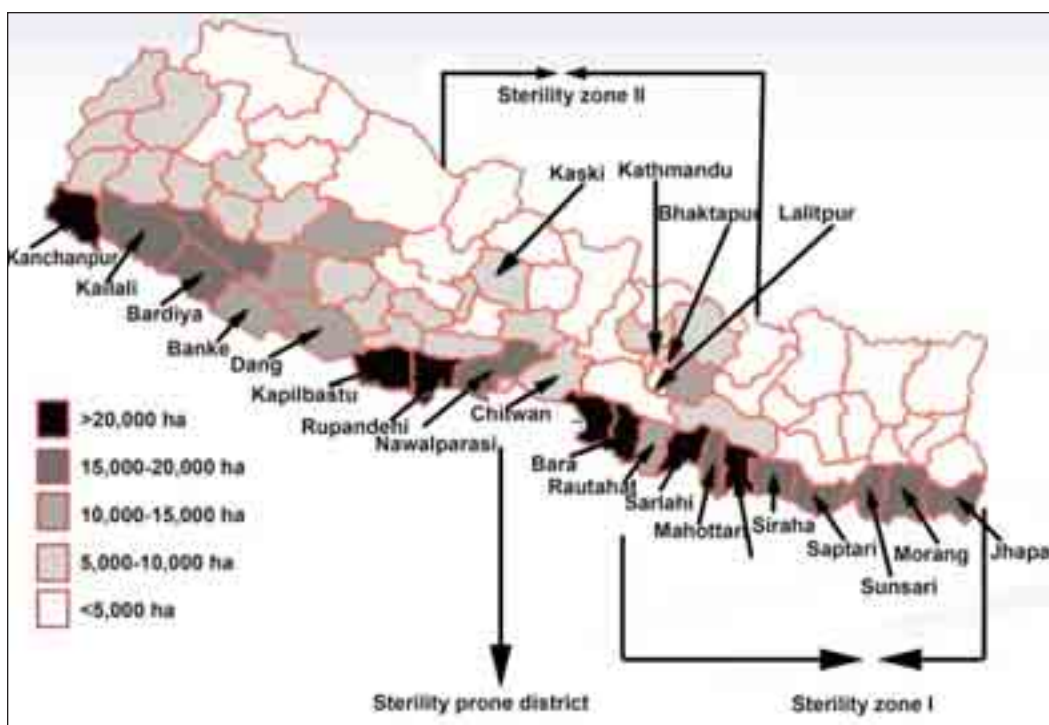 Sterility zone II
Kaski
Kathmandu
Bhaktapur
Lalitpur
Kanchanpur
Kailali
Bardiya
Banke
Dang
Kapilbastu
Rupandehi
Nawalparasi
Chitwan
Bara
Rautahat
Sarlahi
Mahottari
Siraha
Saptari
Sunsari
Morang
Jhapa
>20,000 ha
15,000-20,000 ha
10,000-15,000 ha
5,000-10,000 ha
<5,000 ha
Sterility prone district
Sterility zone I